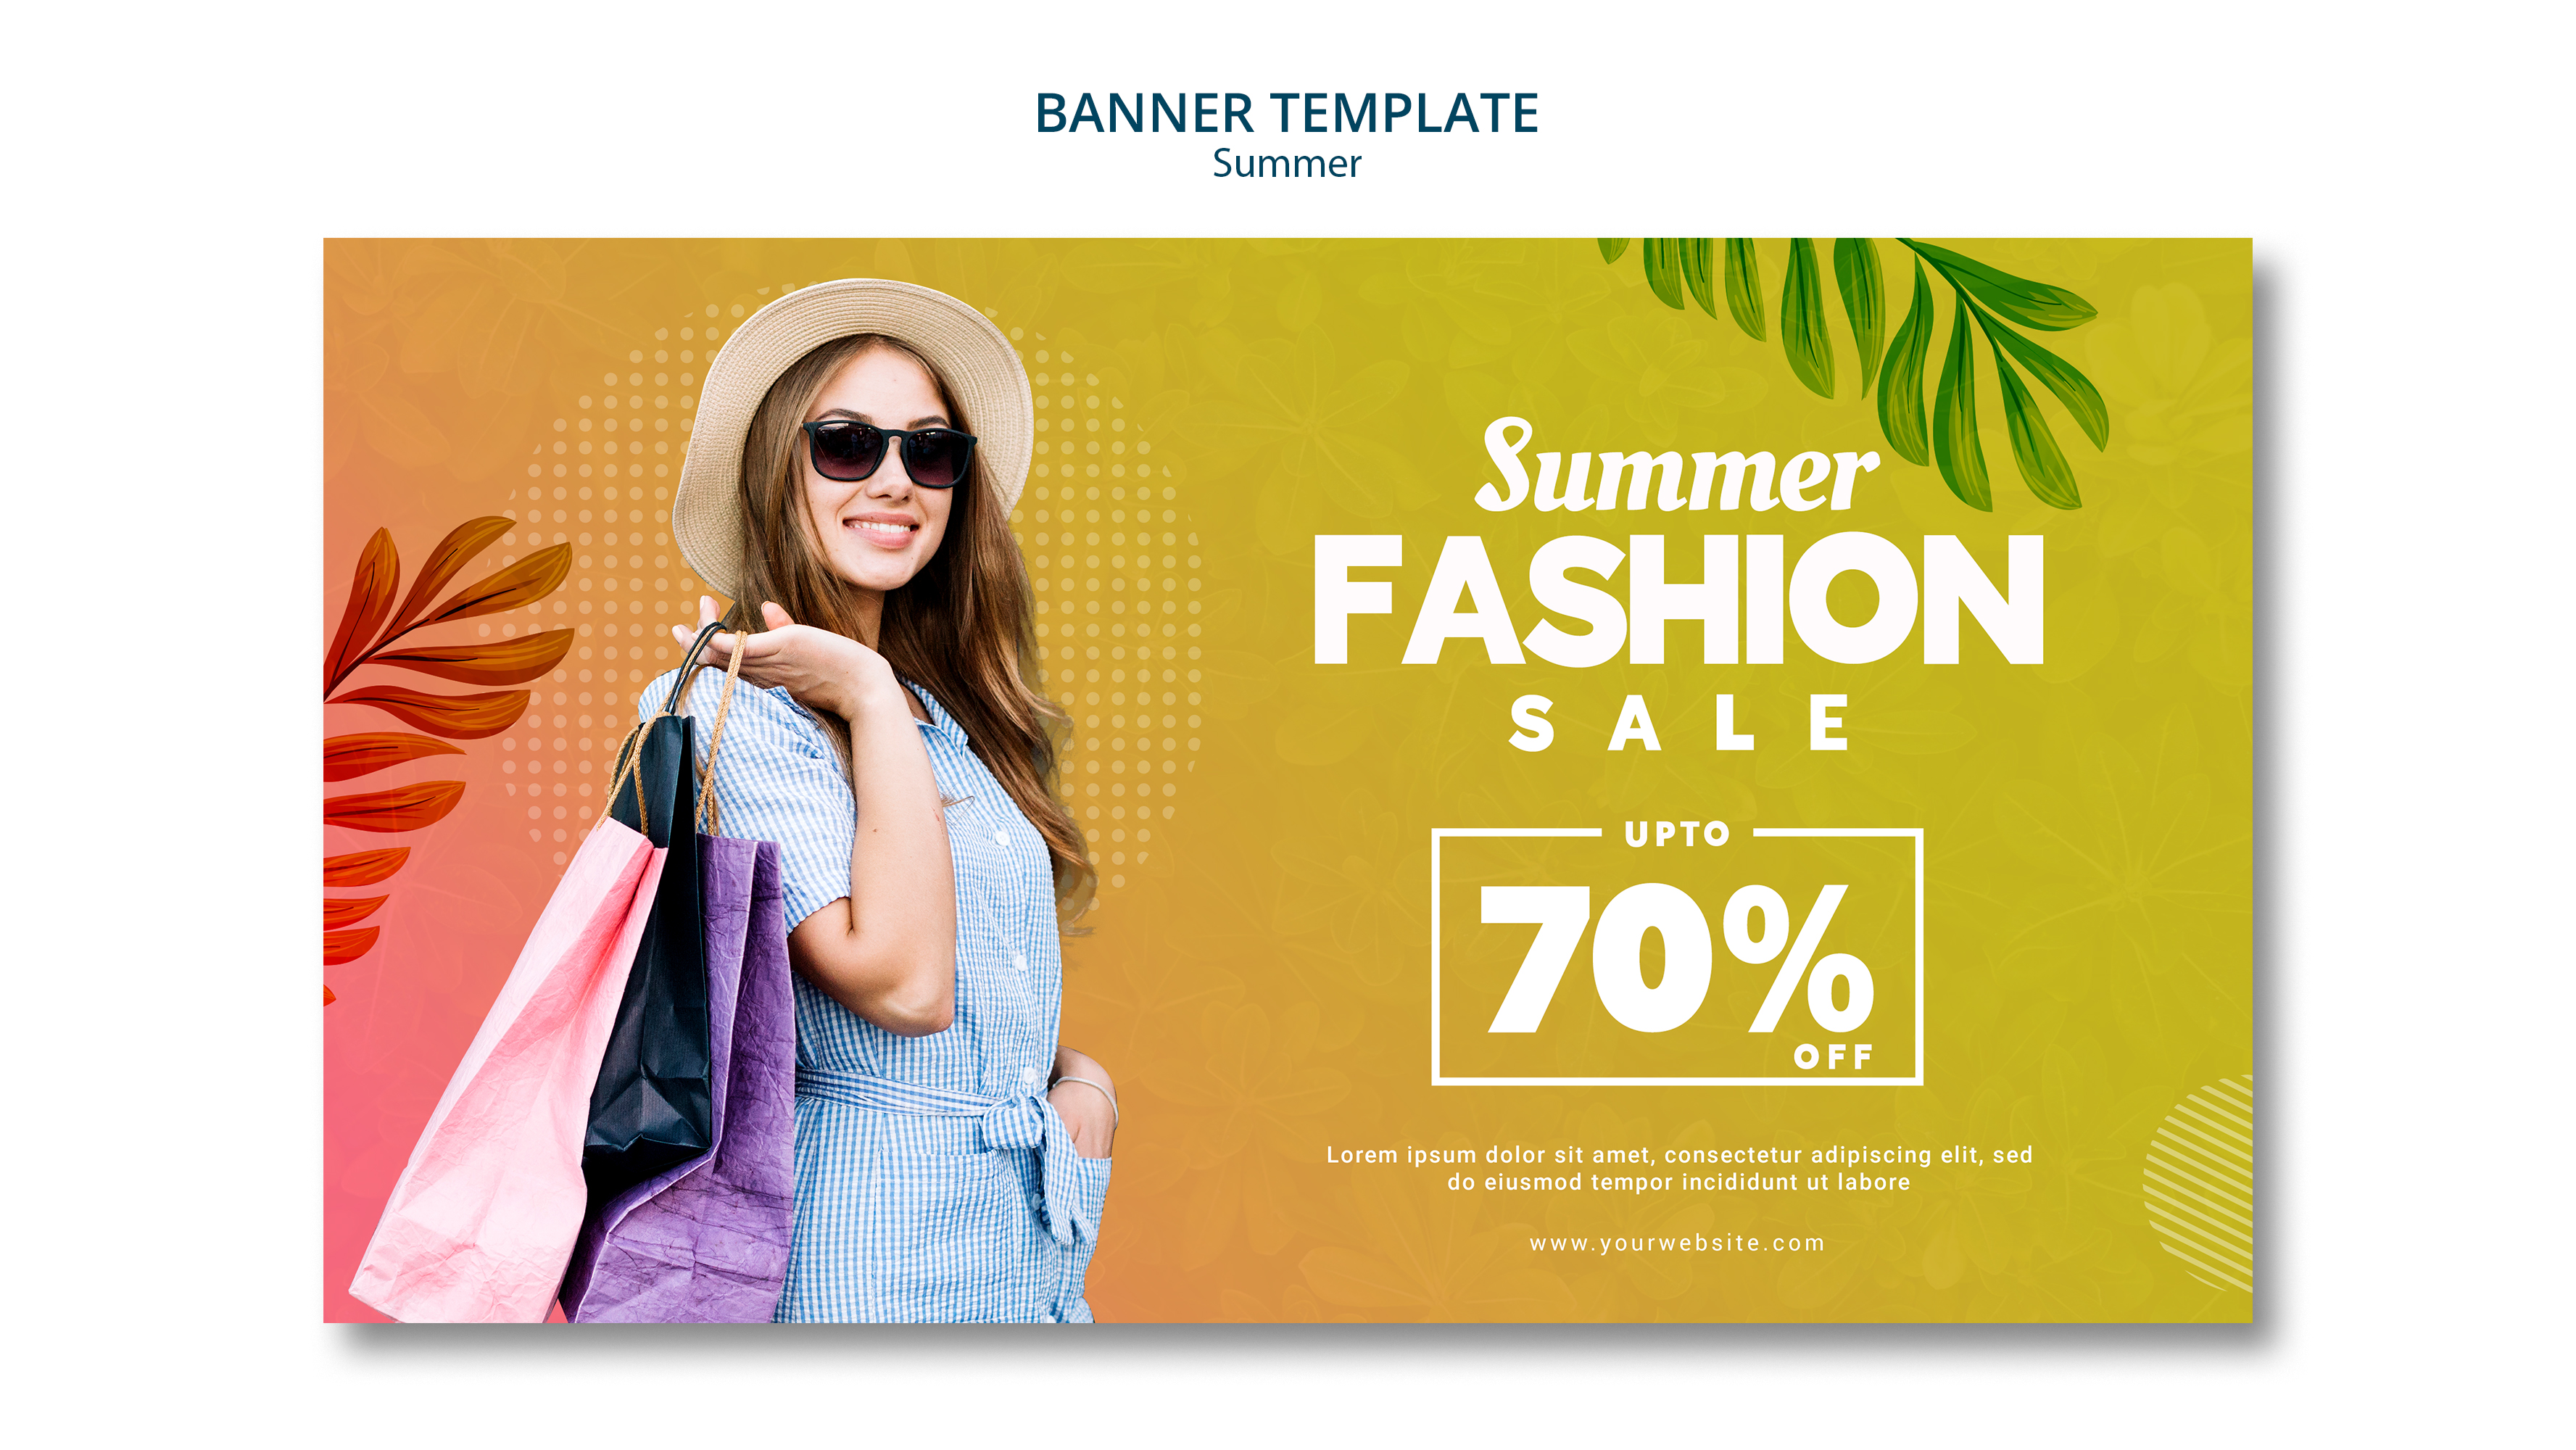 BANNER TEMPLATE
Summer
Summer
FASHION
SALE
UPTO
70%
OFF
Lorem ipsum dolor sit amet, consectetur adipiscing elit, sed
do eiusmod tempor incididunt ut labore
www.yourwebsite.com